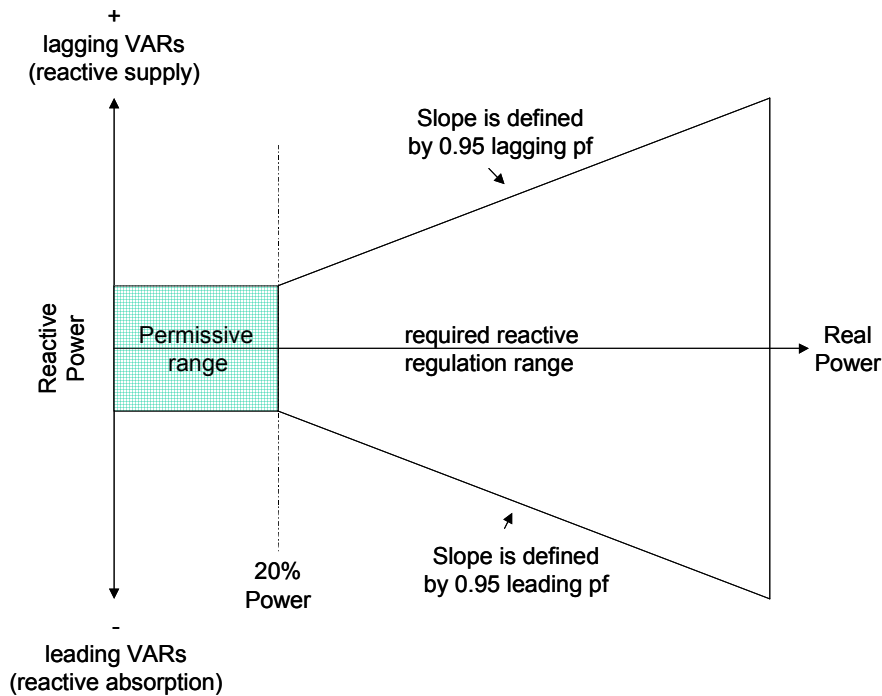 +
lagging VARs
(reactive supply)
Slope is defined
by 0.95 lagging pf
Reactive
Power
Permissive
range
required reactive
regulation range
Real
Power
Slope is defined
by 0.95 leading pf
20%
Power
-
leading VARs
(reactive absorption)